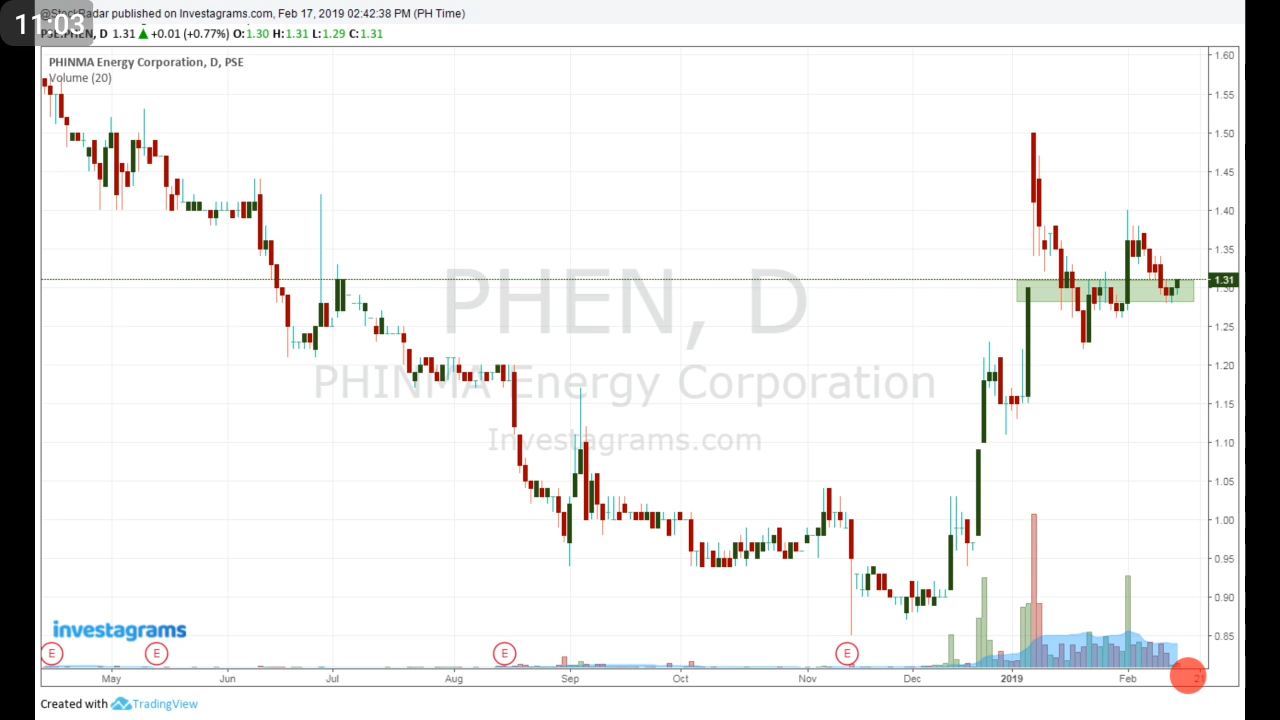 @StockRadar published on Investagrams.com, Feb 17, 2019 02:42:38 PM (PH Time)
11:03
PSE:PHEN, D 1.31 ▲ +0.01 (+0.77%) O:1.30 H:1.31 L:1.29 C:1.31
PHINMA Energy Corporation, D, PSE
Volume (20)
1.60
1.55
1.50
1.45
1.40
1.35
1.31
1.30
1.25
1.20
1.15
1.10
1.05
1.00
0.95
0.90
0.85
PHEN, D
PHINMA Energy Corporation
Investagrams.com
investagrams
E E E E
May Jun Jul Aug Sep Oct Nov Dec 2019 Feb 21
Created with TradingView